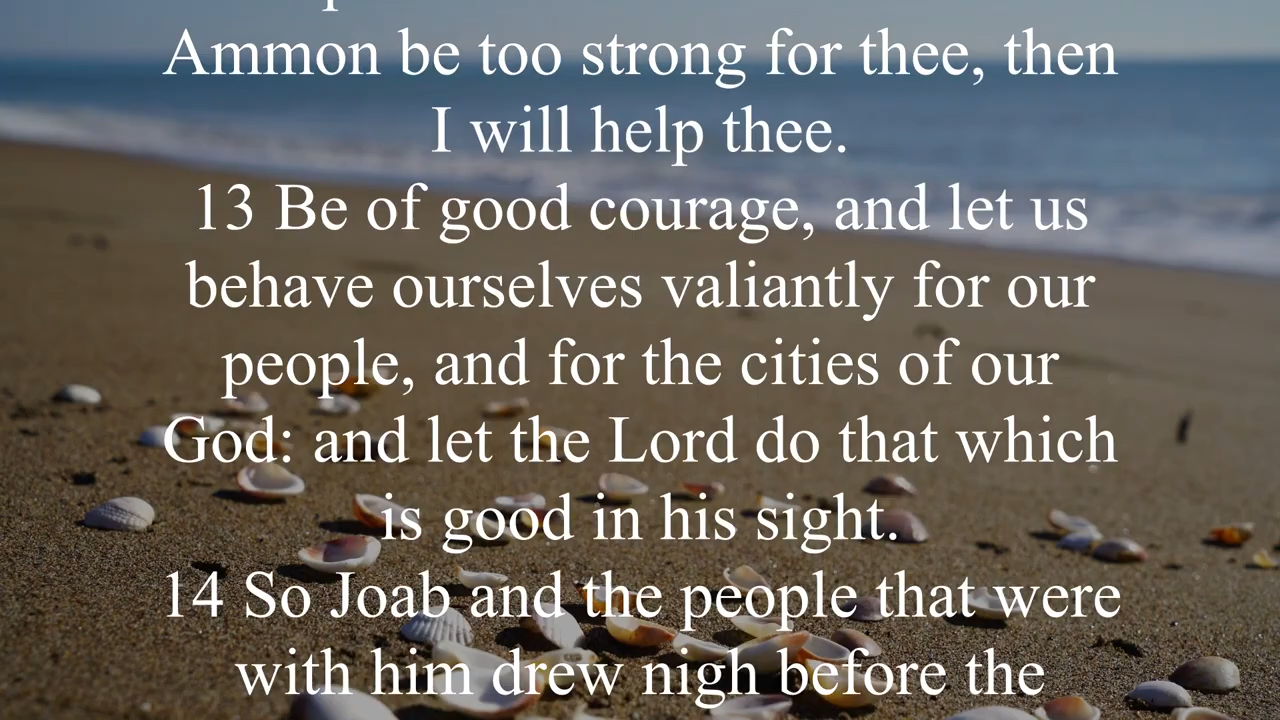 Ammon be too strong for thee, then
I will help thee.
13 Be of good courage, and let us
behave ourselves valiantly for our
people, and for the cities of our
God: and let the Lord do that which
is good in his sight.
14 So Joab and the people that were
with him drew nigh before the